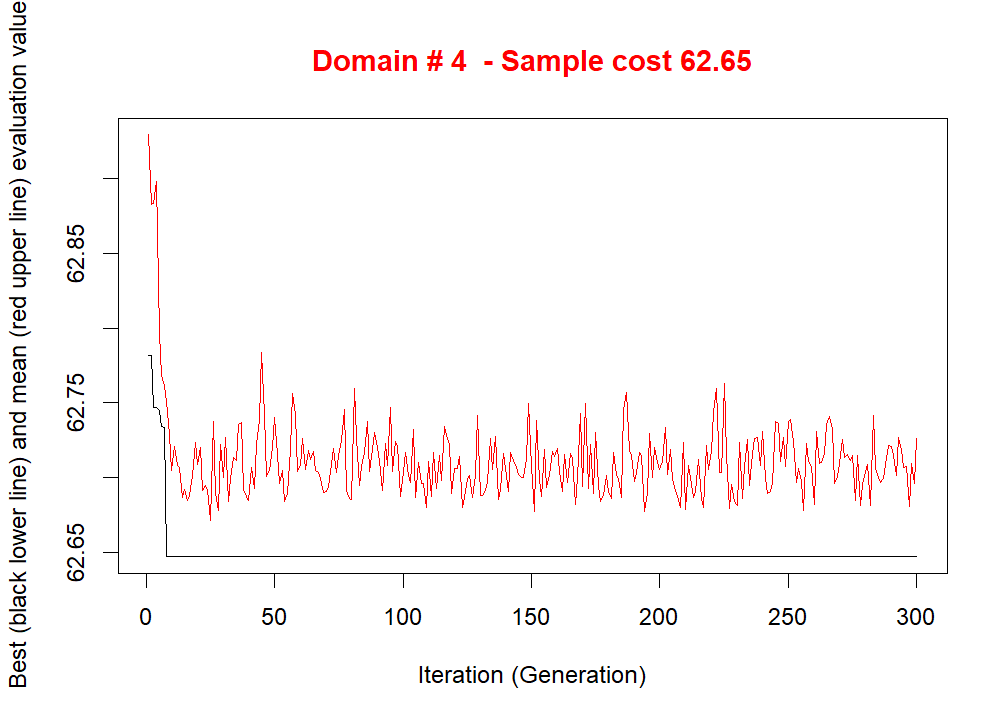 Domain # 4  - Sample cost 62.65
Best (black lower line) and mean (red upper line) evaluation value
62.85
62.75
62.65
0 50 100 150 200 250 300
Iteration (Generation)